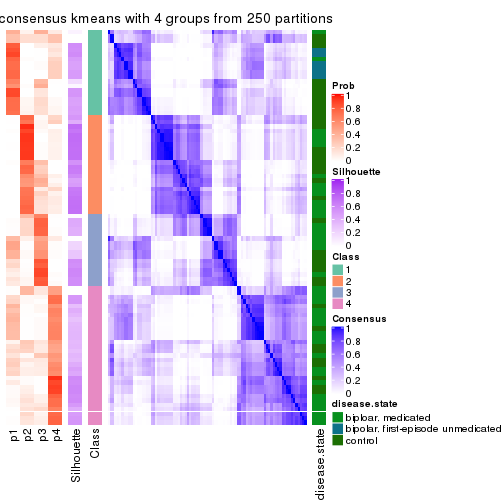 consensus kmeans with 4 groups from 250 partitions
Prob
1
0.8
0.6
0.4
0.2
0
Silhouette
1
0.8
0.6
0.4
0.2
0
Class
1
2
3
4
Consensus
1
0.8
0.6
0.4
0.2
0
disease.state
biploar, medicated
bipolar, first-episode unmedicated
control
p1
p2
p3
p4
Silhouette
Class
disease.state